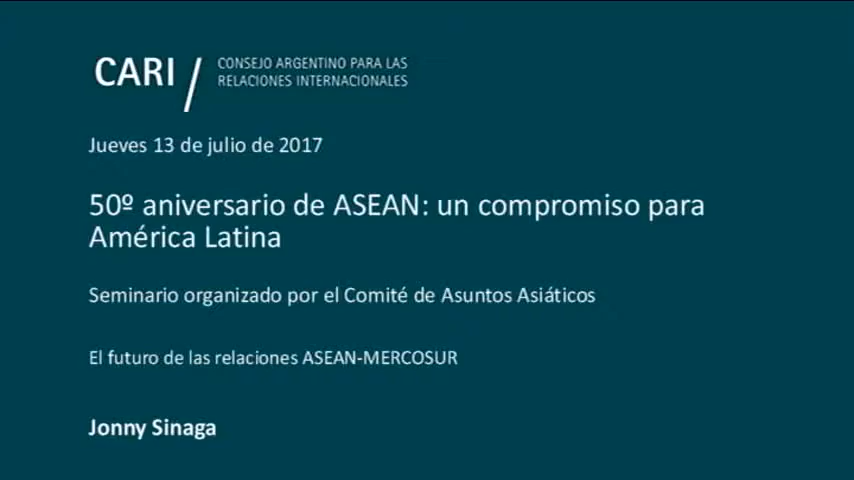 CARI/
CONSEJO ARGENTINO PARA LAS
RELACIONES INTERNACIONALES
Jueves 13 de julio de 2017
50º aniversario de ASEAN: un compromiso para
América Latina
Seminario organizado por el Comité de Asuntos Asiáticos
El futuro de las relaciones ASEAN-MERCOSUR
Jonny Sinaga